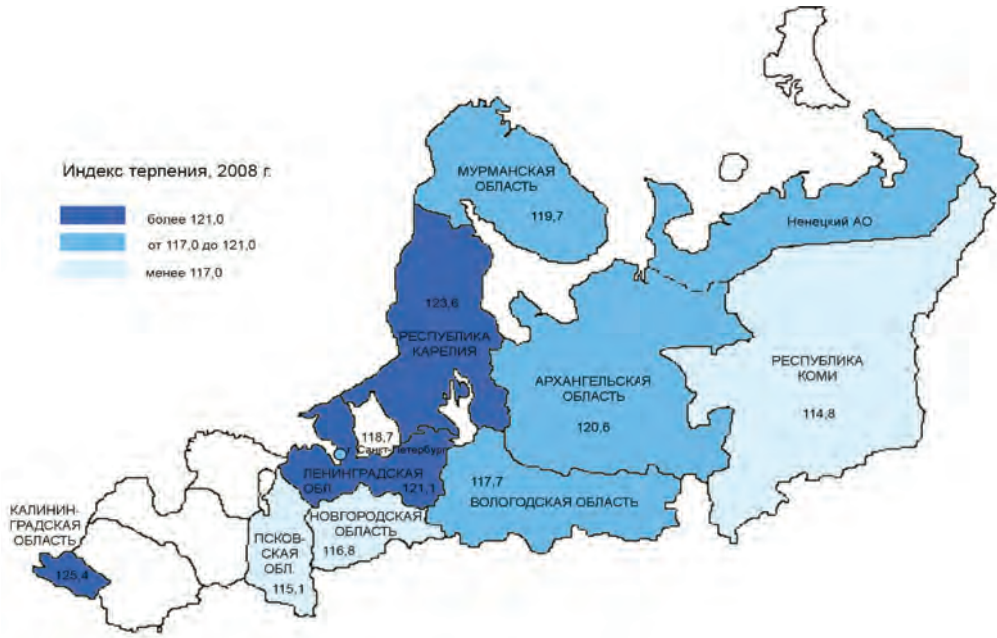 Индекс терпения, 2008 г.
более 121,0
от 117,0 до 121,0
менее 117,0
МУРМАНСКАЯ
ОБЛАСТЬ
119,7
Ненецкий АО
123,6
РЕСПУБЛИКА
КАРЕЛИЯ
РЕСПУБЛИКА
КОМИ
114,8
АРХАНГЕЛЬСКАЯ
ОБЛАСТЬ
120,6
118,7
г. Санкт-Петербург
ЛЕНИНГРАДСКАЯ
ОБЛ.
121,1
117,7
ВОЛОГОДСКАЯ ОБЛАСТЬ
КАЛИНИН-
ГРАДСКАЯ
ОБЛАСТЬ
125,4
НОВГОРОДСКАЯ
ОБЛАСТЬ
116,8
ПСКОВ-
СКАЯ
ОБЛ.
115,1